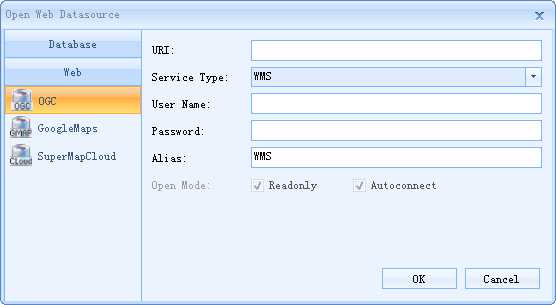 Open Web Datasource
Database
Web
OGC
OGC
GMAP
GoogleMaps
Cloud
SuperMapCloud
URI:
Service Type: WMS
User Name:
Password:
Alias: WMS
Open Mode: Readonly Autoconnect
OK Cancel